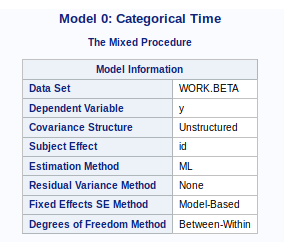 Model 0: Categorical Time
The Mixed Procedure
Model Information
Data Set WORK.BETA
Dependent Variable y
Covariance Structure Unstructured
Subject Effect id
Estimation Method ML
Residual Variance Method None
Fixed Effects SE Method Model-Based
Degrees of Freedom Method Between-Within